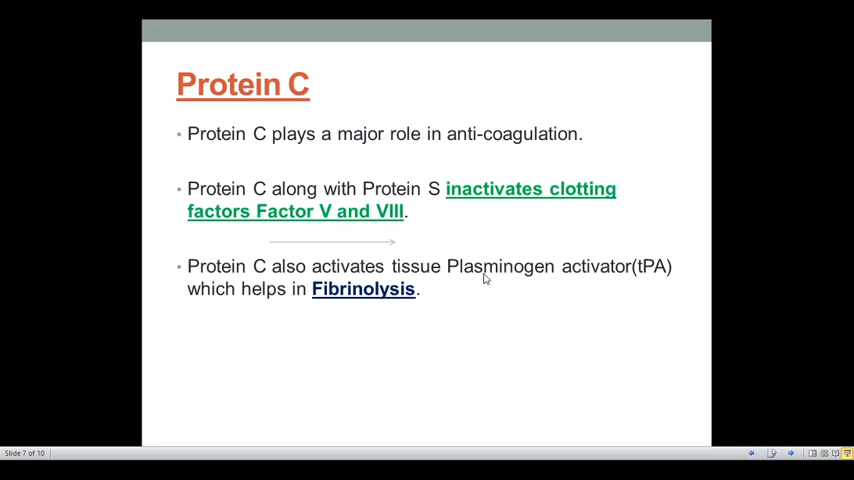 Protein C
• Protein C plays a major role in anti-coagulation.
• Protein C along with Protein S inactivates clotting
factors Factor V and VIII.
• Protein C also activates tissue Plasminogen activator(tPA)
which helps in Fibrinolysis.
Slide 7 of 10